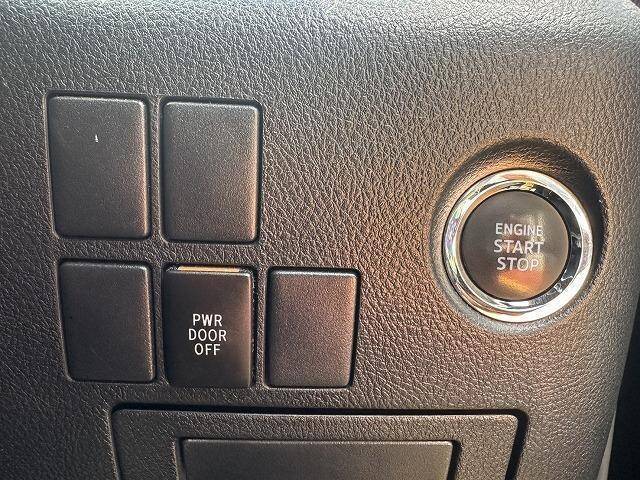 PWR
DOOR
OFF
ENGINE
START
STOP